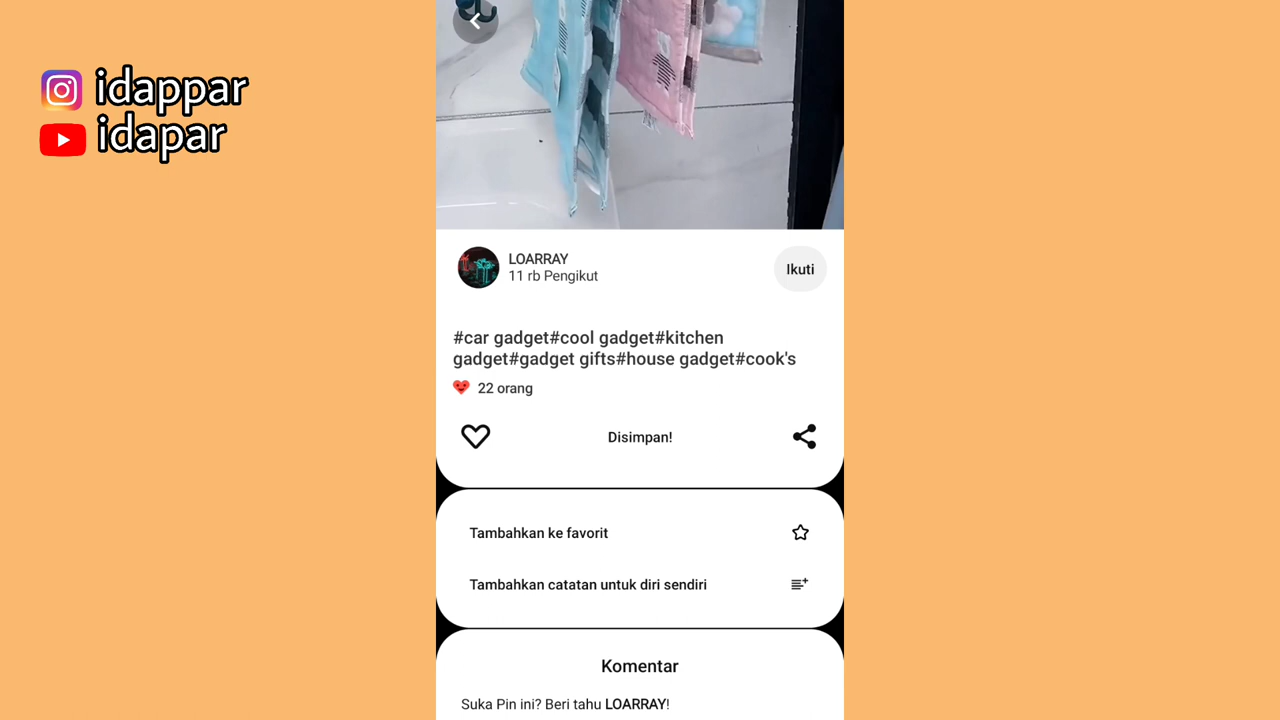 idappar
idapar
LOARRAY
11 rb Pengikut
Ikuti
#car gadget#cool gadget#kitchen
gadget#gadget gifts#house gadget#cook's
22 orang
Disimpan!
Tambahkan ke favorit
Tambahkan catatan untuk diri sendiri
Komentar
Suka Pin ini? Beri tahu LOARRAY!